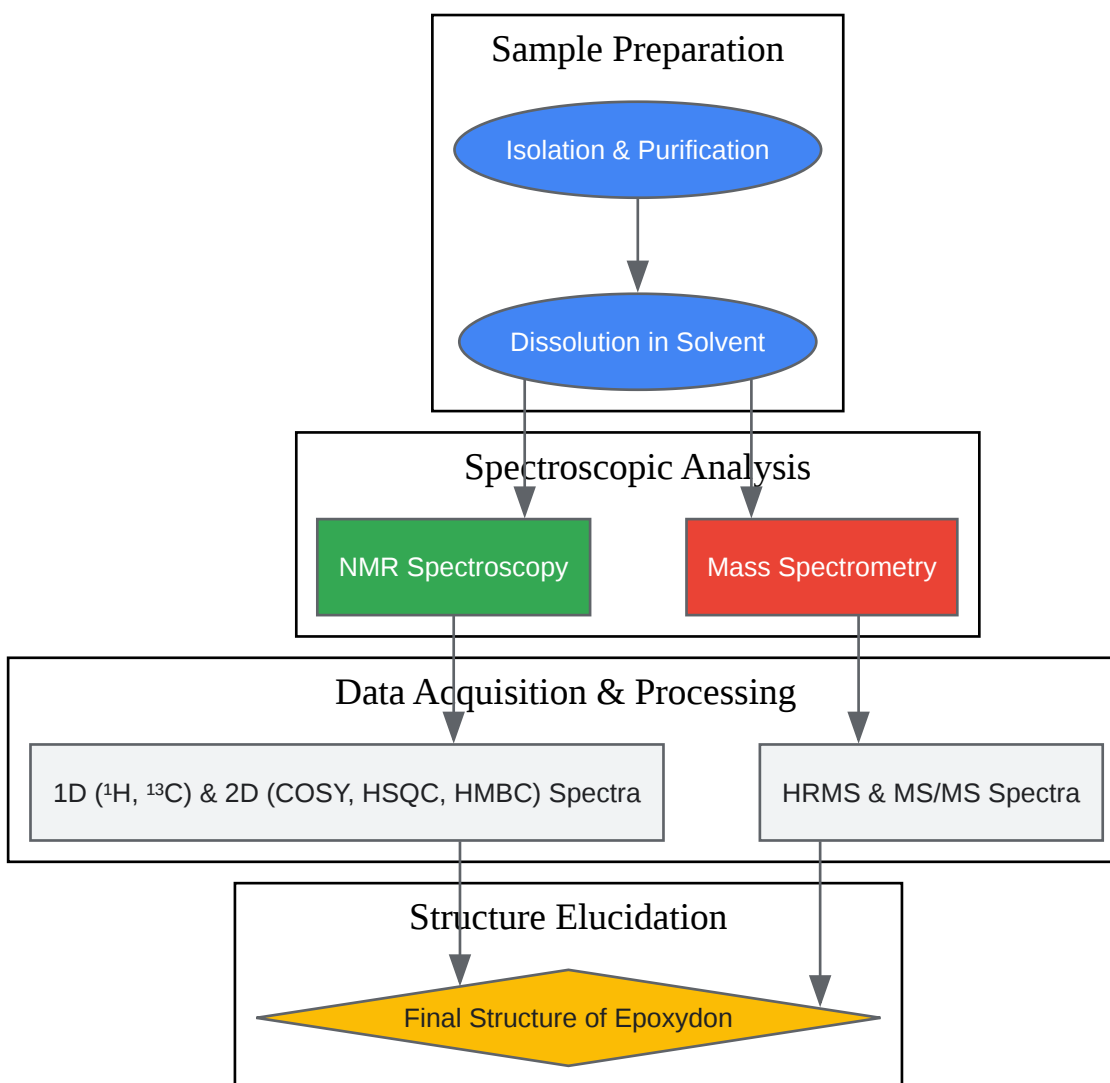 Sample Preparation
Isolation & Purification
Dissolution in Solvent
Spectroscopic Analysis
NMR Spectroscopy
Mass Spectrometry
Data Acquisition & Processing
1D (¹H, ¹³C) & 2D (COSY, HSQC, HMBC) Spectra
HRMS & MS/MS Spectra
Structure Elucidation
Final Structure of Epoxydon